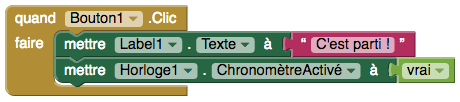 quand Bouton1 .Clic
faire mettre Label1 . Texte à " C'est parti ! "
mettre Horloge1 . ChronomètreActivé à vrai